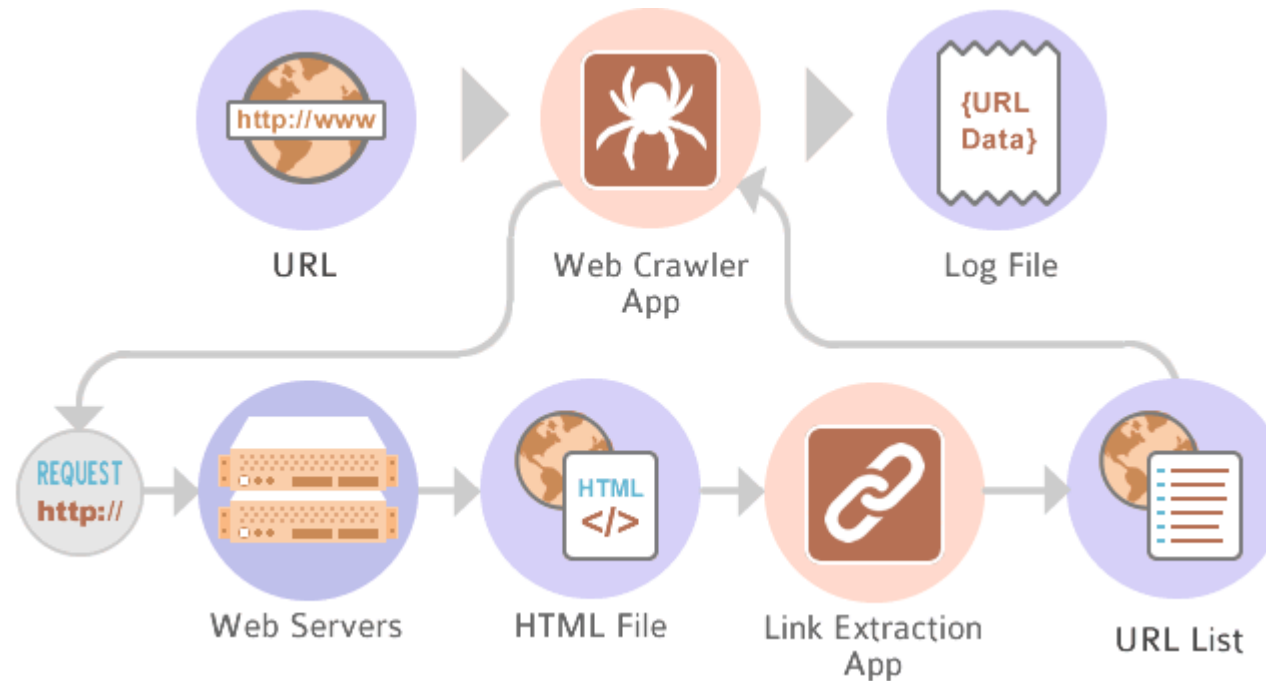 http://www
{URL
Data}
URL
Web Crawler
App
Log File
REQUEST
http://
HTML
</>
Web Servers
HTML File
Link Extraction
App
URL List